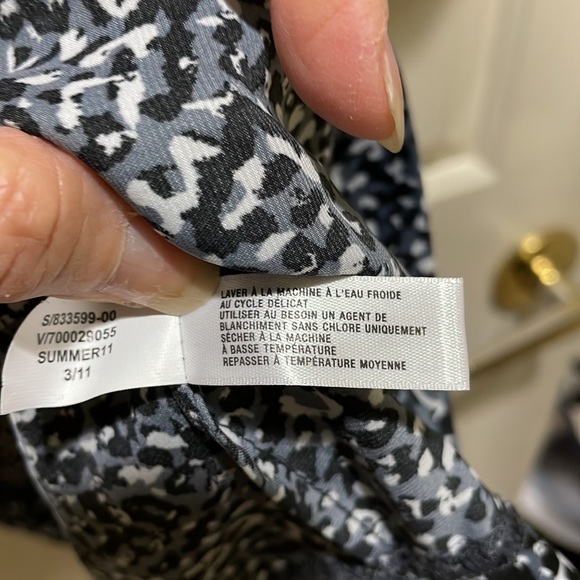 S/833599-00
V/700029055
SUMMER11
3/11
LAVER À LA MACHINE À L'EAU FROIDE
AU CYCLE DÉLICAT
UTILISER AU BESOIN UN AGENT DE
BLANCHIMENT SANS CHLORE UNIQUEMENT
SÈCHER À LA MACHINE
À BASSE TEMPÉRATURE
REPASSER À TEMPÉRATURE MOYENNE